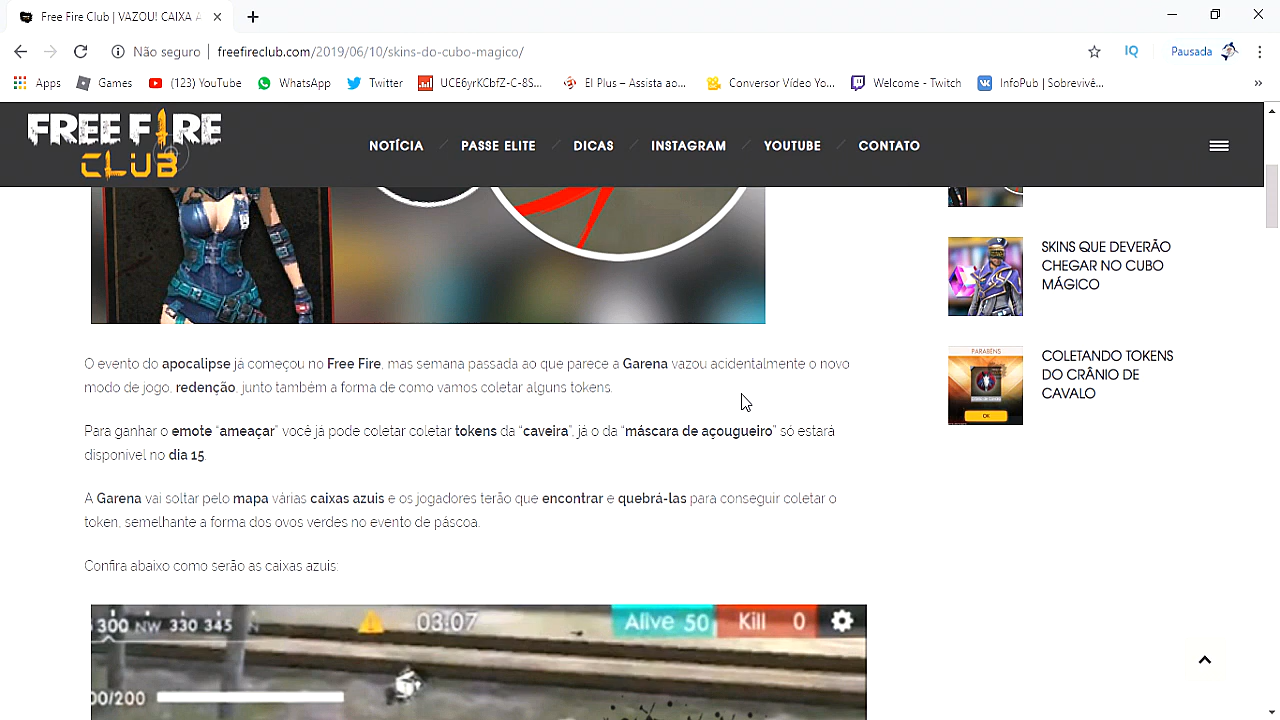 Free Fire Club | VAZOU! CAIXA A
Não seguro | freefireclub.com/2019/06/10/skins-do-cubo-magico/
IQ
Pausada
Apps
Games
(123) YouTube
WhatsApp
Twitter
UCE6yrKCbfZ-C-8S...
El Plus – Assista ao...
Conversor Vídeo Yo...
Welcome - Twitch
InfoPub | Sobrevivê...
»
FREE FIRE
CLUB
NOTÍCIA / PASSE ELITE / DICAS / INSTAGRAM / YOUTUBE / CONTATO
SKINS QUE DEVERÃO
CHEGAR NO CUBO
MÁGICO
PARABÉNS
OK
COLETANDO TOKENS
DO CRÂNIO DE
CAVALO
O evento do apocalipse já começou no Free Fire, mas semana passada ao que parece a Garena vazou acidentalmente o novo
modo de jogo, redenção, junto também a forma de como vamos coletar alguns tokens.
Para ganhar o emote “ameaçar” você já pode coletar coletar tokens da “caveira”, já o da “máscara de açougueiro” só estará
disponível no dia 15.
A Garena vai soltar pelo mapa várias caixas azuis e os jogadores terão que encontrar e quebrá-las para conseguir coletar o
token, semelhante a forma dos ovos verdes no evento de páscoa.
Confira abaixo como serão as caixas azuis:
300 NW 330 345 N
03:07
Alive 50
Kill 0
00/200